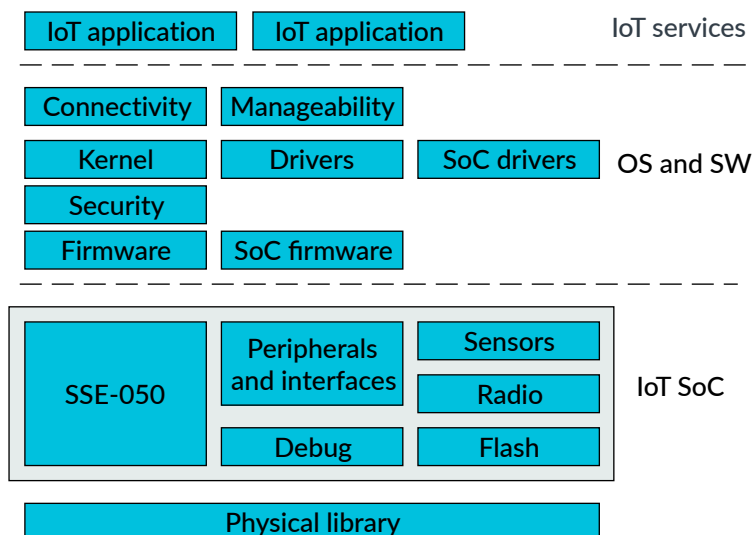 IoT application
IoT application
IoT services
Connectivity
Manageability
Kernel
Drivers
SoC drivers
OS and SW
Security
Firmware
SoC firmware
SSE-050
Peripherals
and interfaces
Sensors
Radio
IoT SoC
Debug
Flash
Physical library